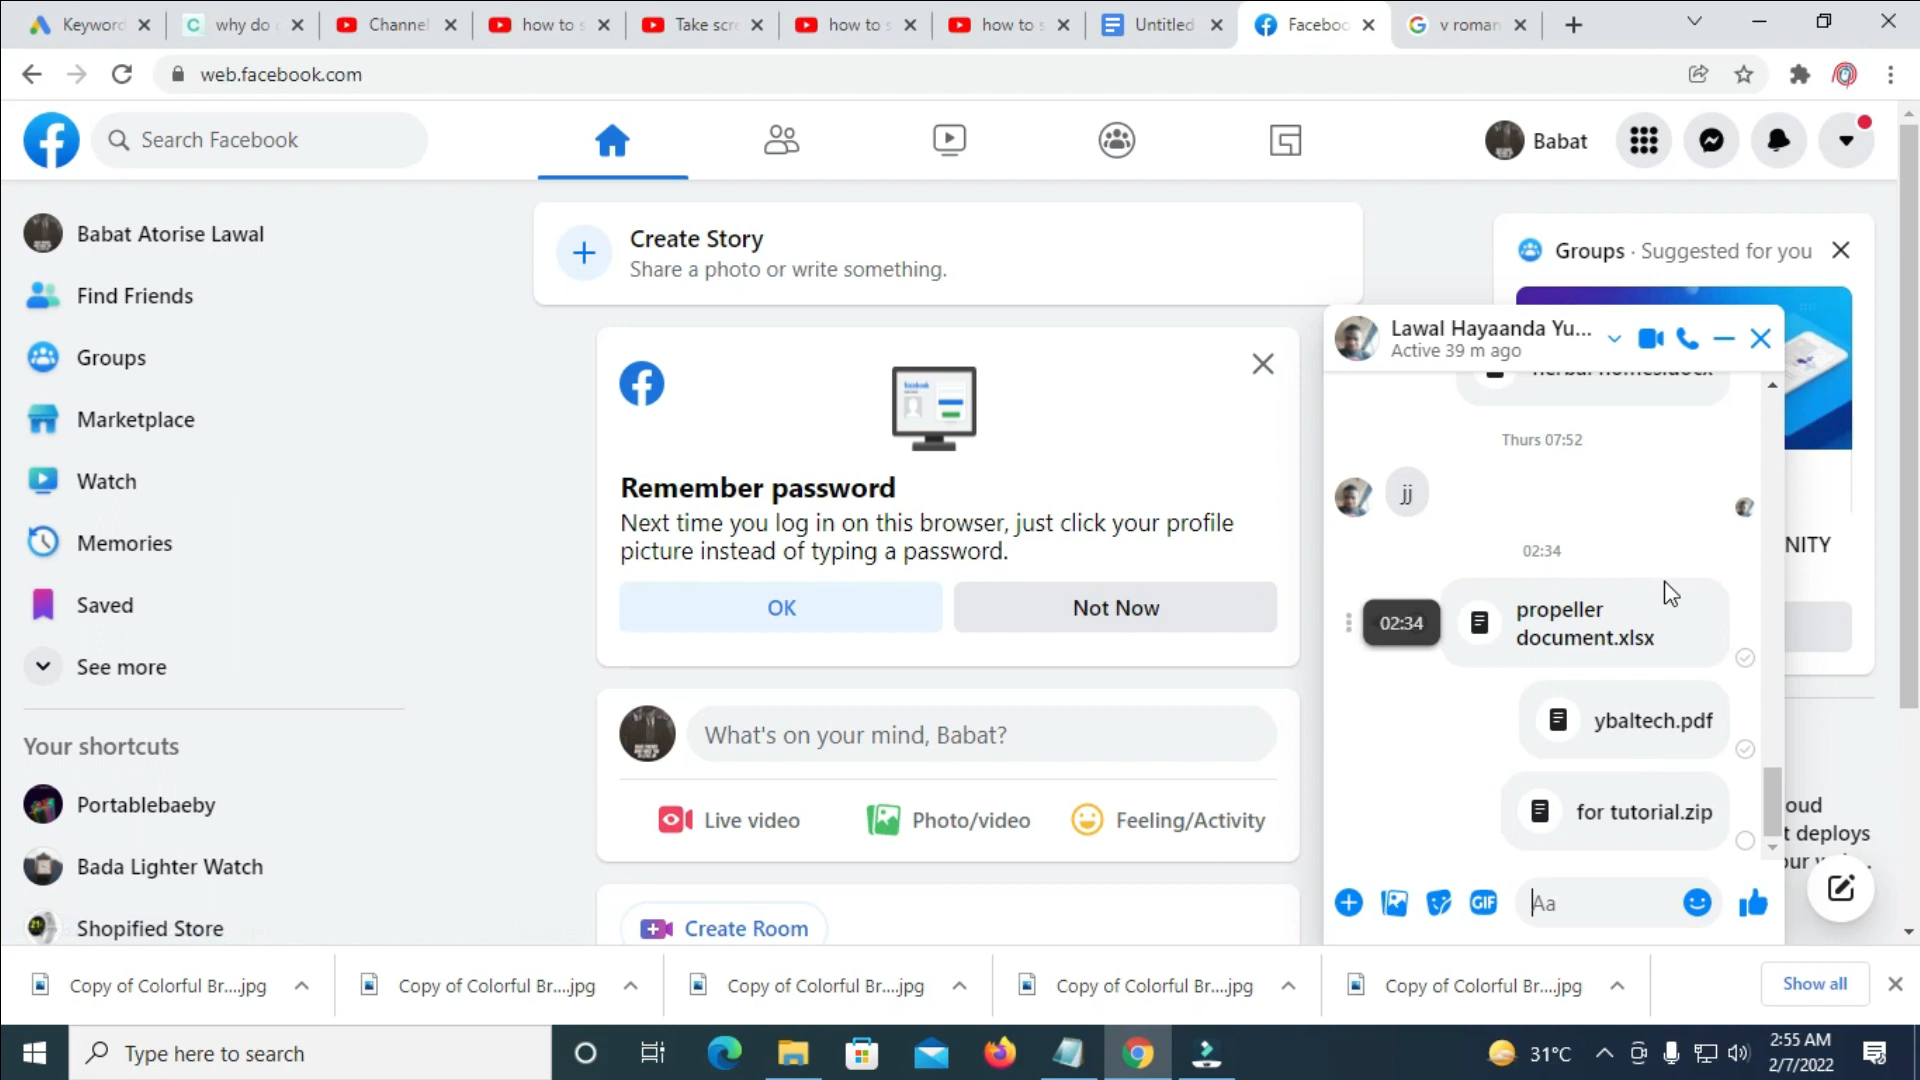 Keyword
why do
Channel
how to s
Take scre
how to s
how to s
Untitled
Faceboo
v roman
web.facebook.com
Search Facebook
Babat
Babat Atorise Lawal
Find Friends
Groups
Marketplace
Watch
Memories
Saved
See more
Your shortcuts
Portablebaeby
Bada Lighter Watch
Shopified Store
Create Story
Share a photo or write something.
Remember password
Next time you log in on this browser, just click your profile
picture instead of typing a password.
OK
Not Now
What's on your mind, Babat?
Live video
Photo/video
Feeling/Activity
Create Room
Groups · Suggested for you
NITY
oud
t deploys
Lawal Hayaanda Yu...
Active 39 m ago
Thurs 07:52
jj
02:34
02:34
propeller
document.xlsx
ybaltech.pdf
for tutorial.zip
GIF
Aa
Copy of Colorful Br....jpg
Copy of Colorful Br....jpg
Copy of Colorful Br....jpg
Copy of Colorful Br....jpg
Copy of Colorful Br....jpg
Show all
Type here to search
31°C
2:55 AM
2/7/2022